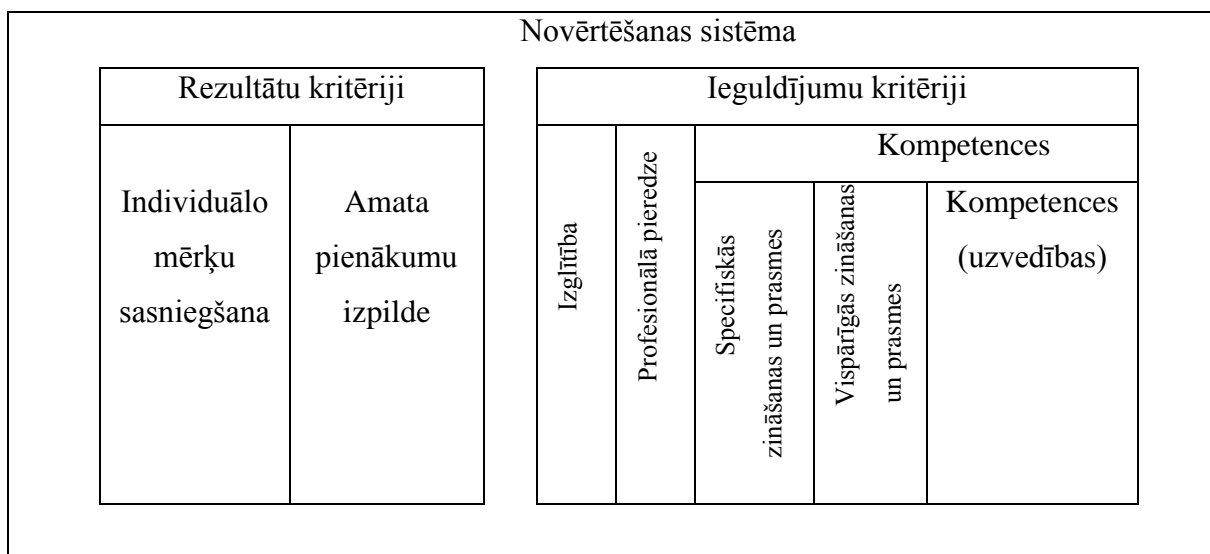 Novērtēšanas sistēma
Rezultātu kritēriji
Individuālo
mērķu
sasniegšana
Amata
pienākumu
izpilde
Ieguldījumu kritēriji
Izglītība
Profesionālā pieredze
Kompetences
Specifiskās
zināšanas un prasmes
Vispārīgās zināšanas
un prasmes
Kompetences
(uzvedības)